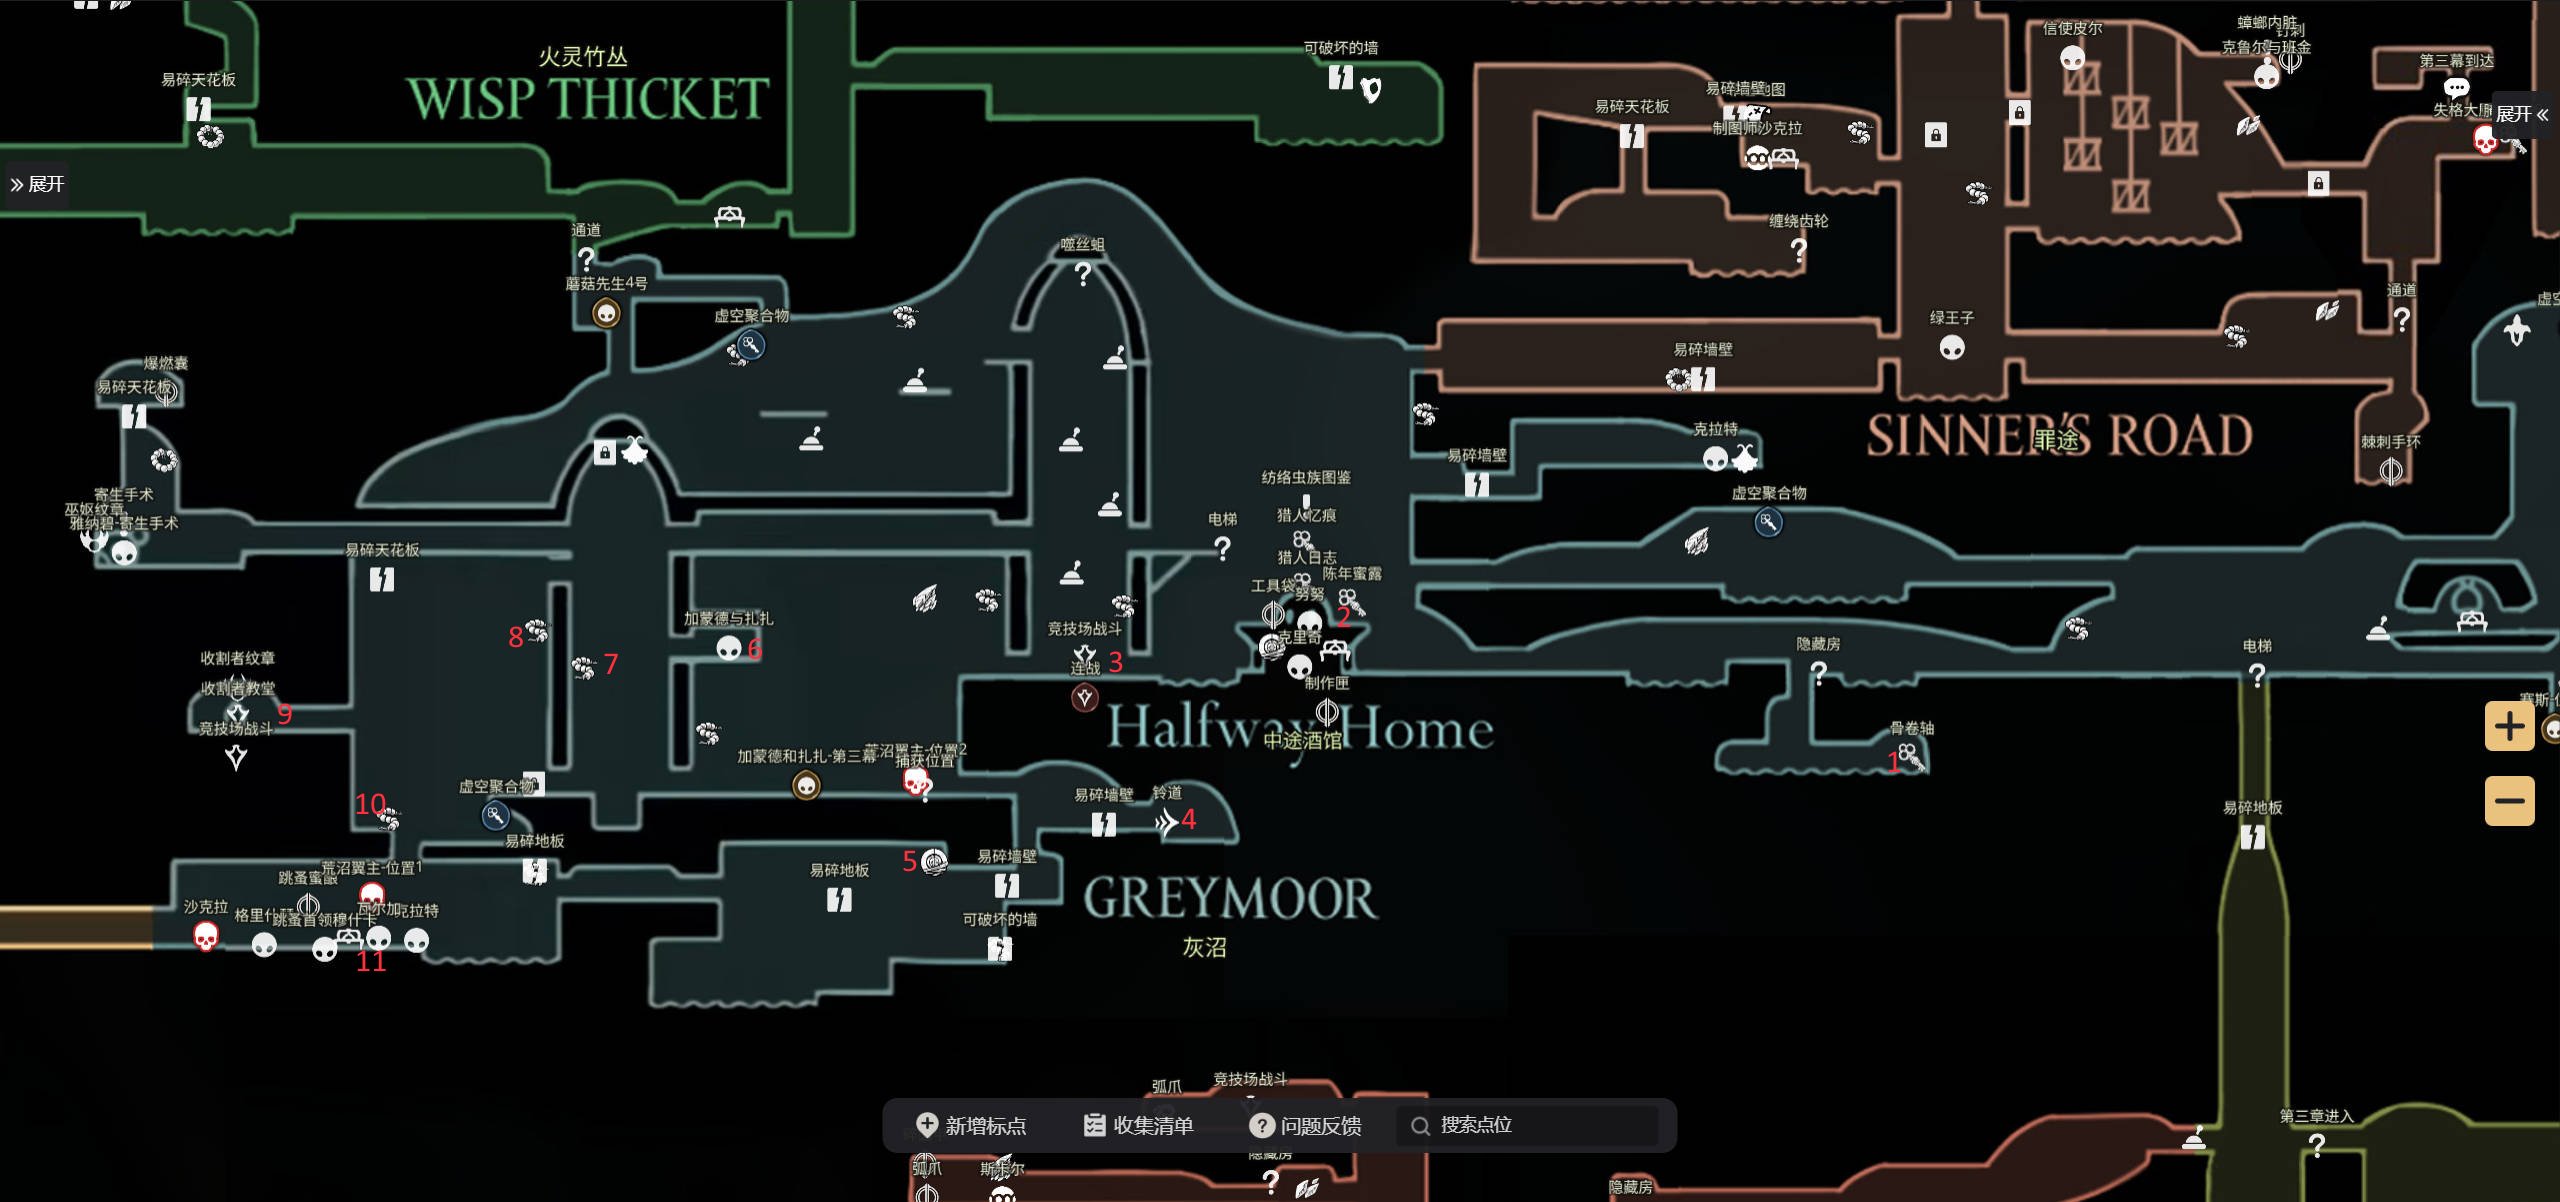 火灵竹丛
WISP THICKET
易碎天花板
可破坏的墙
信使皮尔
蟑螂内脏
克鲁尔与班金
第三幕到达
展开
易碎天花板
制图师沙克拉
展开
通道
噬丝蛆
缠绕齿轮
蘑菇先生4号
通道
虚空聚合物
绿王子
易碎墙壁
爆燃囊
易碎天花板
克拉特
SINNER'S ROAD
罪途
棘刺手环
易碎墙壁
纺络虫族图鉴
虚空聚合物
寄生手术
巫妪纹章
雅纳碧-寄生手术
电梯
猎人忆痕
易碎天花板
猎人日志
工具袋
陈年蜜露
努努
2
8
加蒙德与扎扎
6
竞技场战斗
克里奇
隐藏房
电梯
收割者纹章
7
连战
3
收割者教堂
9
制作匣
竞技场战斗
Halfway Home
中途酒馆
骨卷轴
1
加蒙德和扎扎-第三幕
荒沼翼主-位置2
捕获位置
虚空聚合物
10
易碎墙壁
铃道
4
易碎地板
易碎地板
5
易碎墙壁
荒沼翼主-位置1
易碎地板
跳蚤蜜酿
GREYMOOR
灰沼
沙克拉
瓦尔加
克拉特
跳蚤首领穆什卡
可破坏的墙
11
弧爪
竞技场战斗
新增标点
收集清单
问题反馈
搜索点位
第三章进入
弧爪
斯卡尔
隐藏房
隐藏房